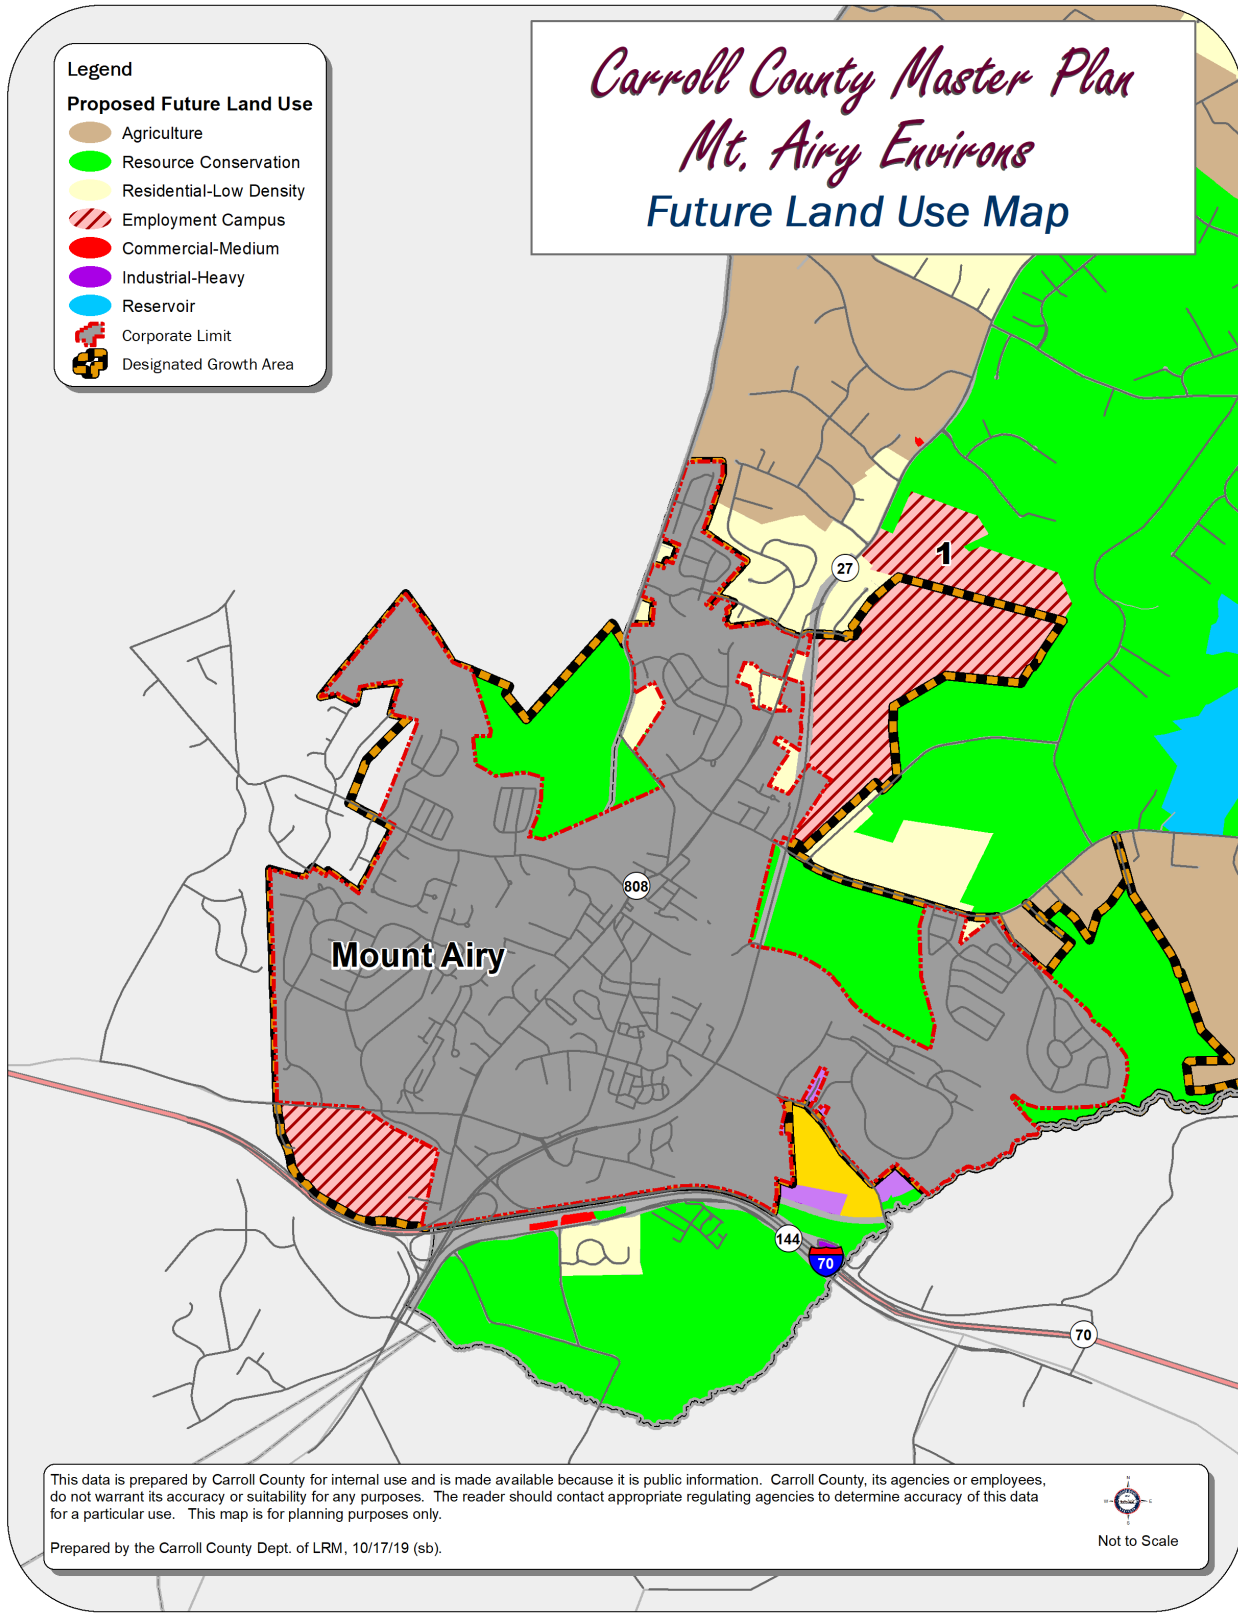 Carroll County Master Plan
Mt. Airy Environs
Future Land Use Map
Legend
Proposed Future Land Use
Agriculture
Resource Conservation
Residential-Low Density
Employment Campus
Commercial-Medium
Industrial-Heavy
Reservoir
Corporate Limit
Designated Growth Area
1
27
808
Mount Airy
144
70
70
This data is prepared by Carroll County for internal use and is made available because it is public information. Carroll County, its agencies or employees,
do not warrant its accuracy or suitability for any purposes. The reader should contact appropriate regulating agencies to determine accuracy of this data
for a particular use. This map is for planning purposes only.
Prepared by the Carroll County Dept. of LRM, 10/17/19 (sb).
N
E
S
Not to Scale